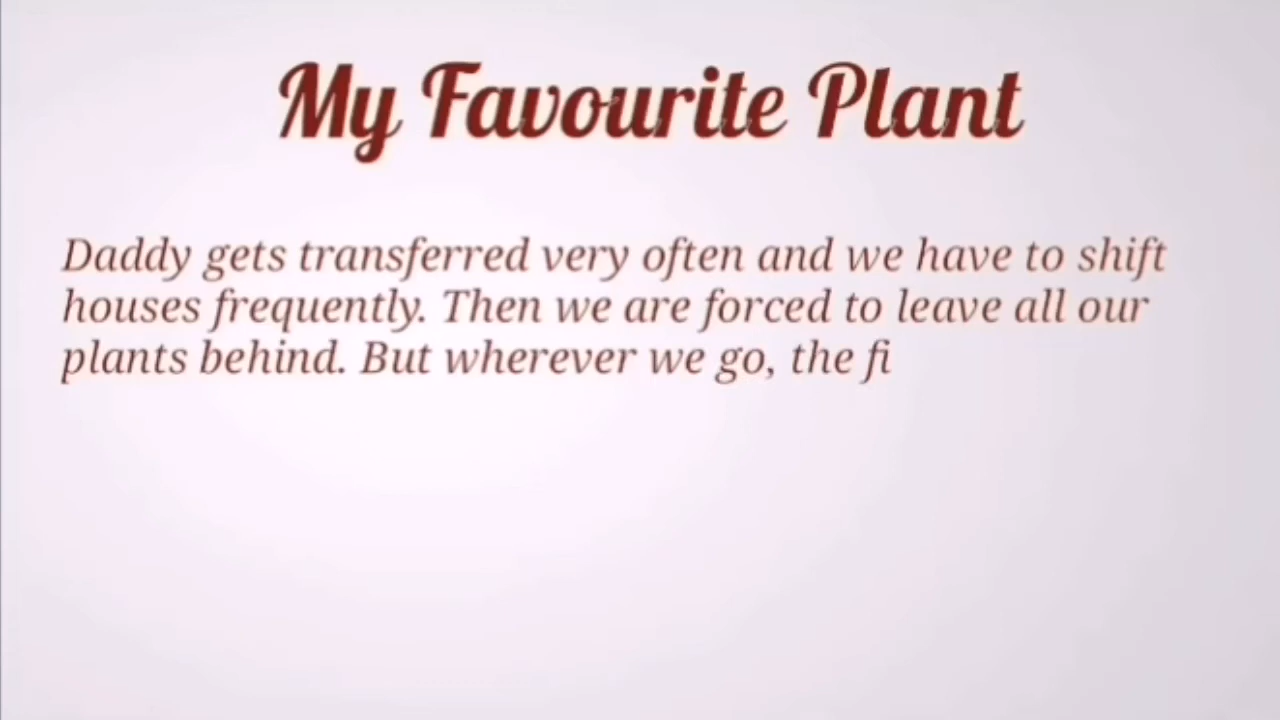 My Favourite Plant
Daddy gets transferred very often and we have to shift
houses frequently. Then we are forced to leave all our
plants behind. But wherever we go, the fi